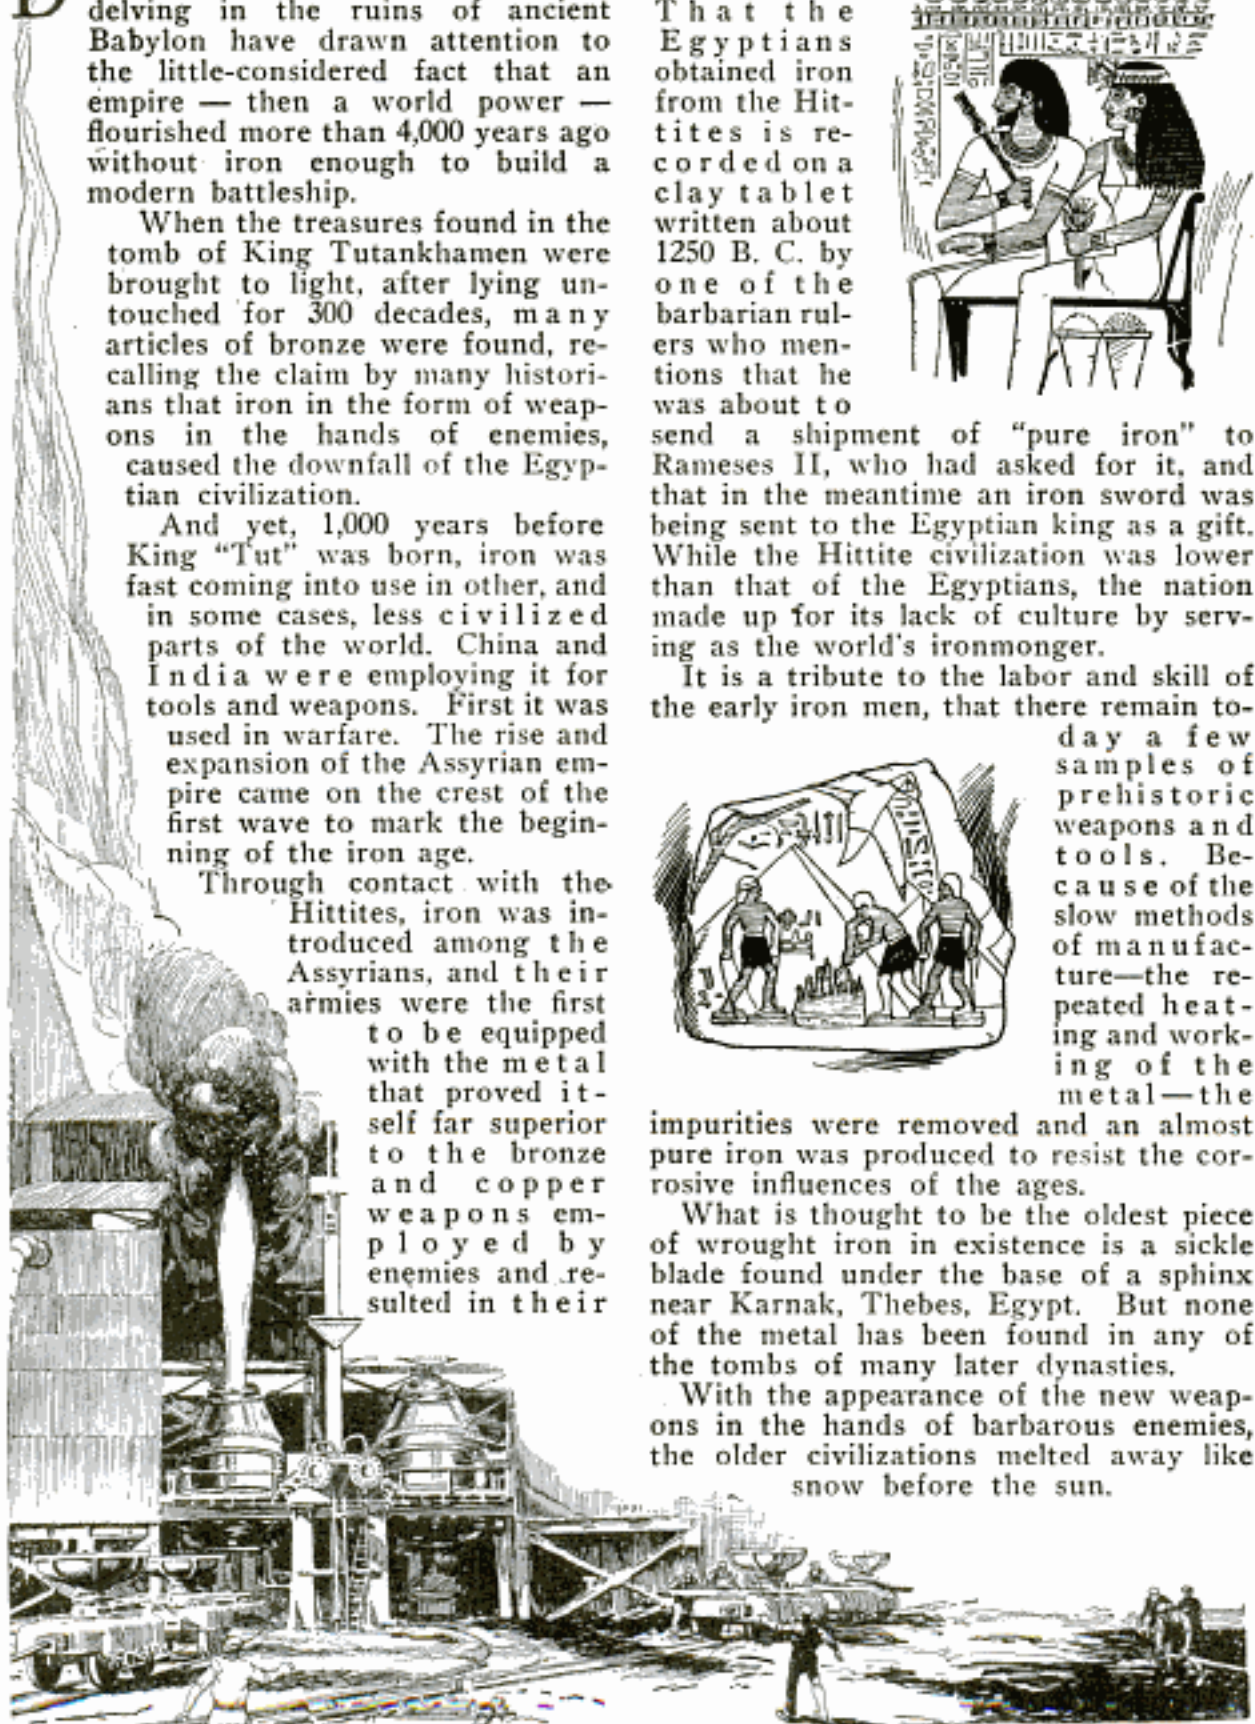 D
delving in the ruins of ancient
Babylon have drawn attention to
the little-considered fact that an
empire — then a world power —
flourished more than 4,000 years ago
without iron enough to build a
modern battleship.
When the treasures found in the
tomb of King Tutankhamen were
brought to light, after lying un-
touched for 300 decades, many
articles of bronze were found, re-
calling the claim by many histori-
ans that iron in the form of weap-
ons in the hands of enemies,
caused the downfall of the Egyp-
tian civilization.
And yet, 1,000 years before
King "Tut" was born, iron was
fast coming into use in other, and
in some cases, less civilized
parts of the world. China and
India were employing it for
tools and weapons. First it was
used in warfare. The rise and
expansion of the Assyrian em-
pire came on the crest of the
first wave to mark the begin-
ning of the iron age.
Through contact with the
Hittites, iron was in-
troduced among the
Assyrians, and their
armies were the first
to be equipped
with the metal
that proved it-
self far superior
to the bronze
and copper
weapons em-
ployed by
enemies and re-
sulted in their
That the
Egyptians
obtained iron
from the Hit-
tites is re-
corded on a
clay tablet
written about
1250 B. C. by
one of the
barbarian rul-
ers who men-
tions that he
was about to
send a shipment of "pure iron" to
Rameses II, who had asked for it, and
that in the meantime an iron sword was
being sent to the Egyptian king as a gift.
While the Hittite civilization was lower
than that of the Egyptians, the nation
made up for its lack of culture by serv-
ing as the world's ironmonger.
It is a tribute to the labor and skill of
the early iron men, that there remain to-
day a few
samples of
prehistoric
weapons and
tools. Be-
cause of the
slow methods
of manufac-
ture—the re-
peated heat-
ing and work-
ing of the
metal—the
impurities were removed and an almost
pure iron was produced to resist the cor-
rosive influences of the ages.
What is thought to be the oldest piece
of wrought iron in existence is a sickle
blade found under the base of a sphinx
near Karnak, Thebes, Egypt. But none
of the metal has been found in any of
the tombs of many later dynasties.
With the appearance of the new weap-
ons in the hands of barbarous enemies,
the older civilizations melted away like
snow before the sun.